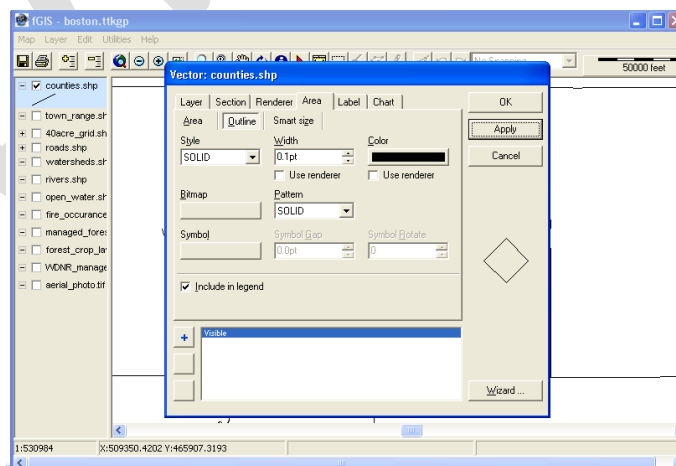 fGIS - boston.ttkgp
Map Layer Edit Utilities Help
50000 feet
counties.shp
town_range.sh
40acre_grid.sh
roads.shp
watersheds.sh
rivers.shp
open_water.sh
fire_occurance
managed_fores
forest_crop_la
WDNR_manage
aerial_photo.tif
Vector: counties.shp
Layer Section Renderer Area Label Chart
Area Outline Smart size
Style Width Color
SOLID 0.1pt
Use renderer Use renderer
Bitmap Pattern
SOLID
Symbol Symbol Gap Symbol Rotate
0.0pt 0
Include in legend
Visible
OK
Apply
Cancel
Wizard ...
1:530984 X:509350.4202 Y:465907.3193